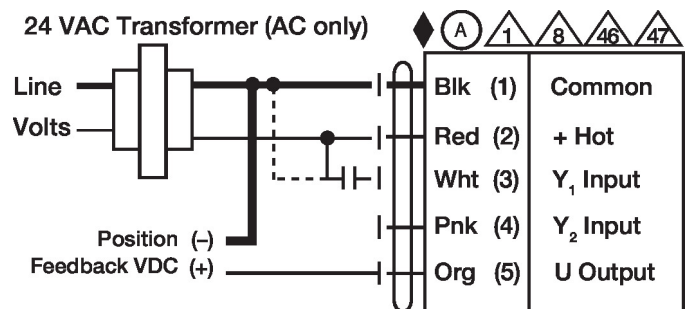 24 VAC Transformer (AC only)
A 1 8 46 47
Line
Volts
Blk (1) Common
Red (2) + Hot
Wht (3) Y1 Input
Pnk (4) Y2 Input
Position (–)
Feedback VDC (+)
Org (5) U Output